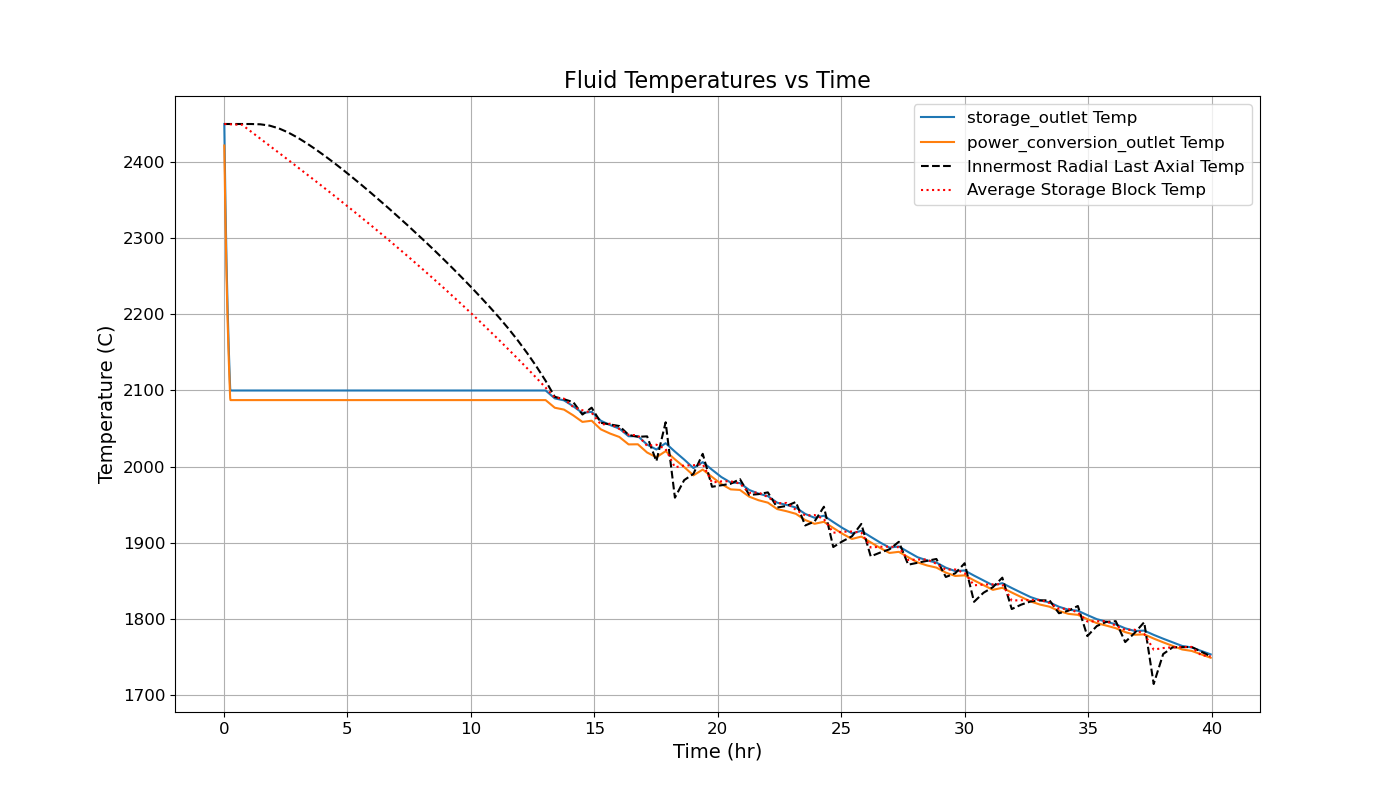 Fluid Temperatures vs Time
storage_outlet Temp
power_conversion_outlet Temp
Innermost Radial Last Axial Temp
Average Storage Block Temp
Temperature (C)
2400
2300
2200
2100
2000
1900
1800
1700
0 5 10 15 20 25 30 35 40
Time (hr)